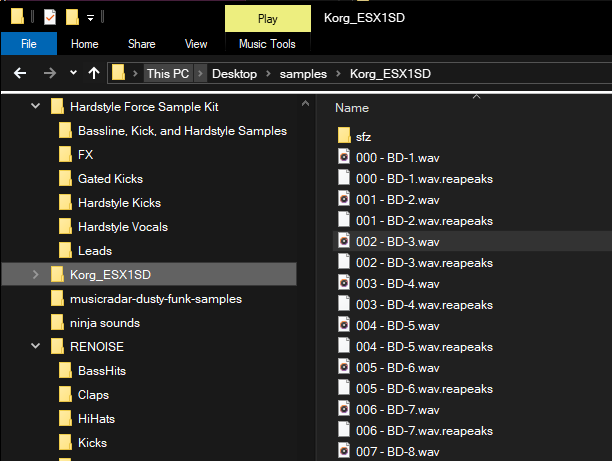 Play
Korg_ESX1SD
File
Home
Share
View
Music Tools
This PC > Desktop > samples > Korg_ESX1SD
Hardstyle Force Sample Kit
Bassline, Kick, and Hardstyle Samples
FX
Gated Kicks
Hardstyle Kicks
Hardstyle Vocals
Leads
Korg_ESX1SD
musicradar-dusty-funk-samples
ninja sounds
RENOISE
BassHits
Claps
HiHats
Kicks
Name
sfz
000 - BD-1.wav
000 - BD-1.wav.reapeaks
001 - BD-2.wav
001 - BD-2.wav.reapeaks
002 - BD-3.wav
002 - BD-3.wav.reapeaks
003 - BD-4.wav
003 - BD-4.wav.reapeaks
004 - BD-5.wav
004 - BD-5.wav.reapeaks
005 - BD-6.wav
005 - BD-6.wav.reapeaks
006 - BD-7.wav
006 - BD-7.wav.reapeaks
007 - BD-8.wav